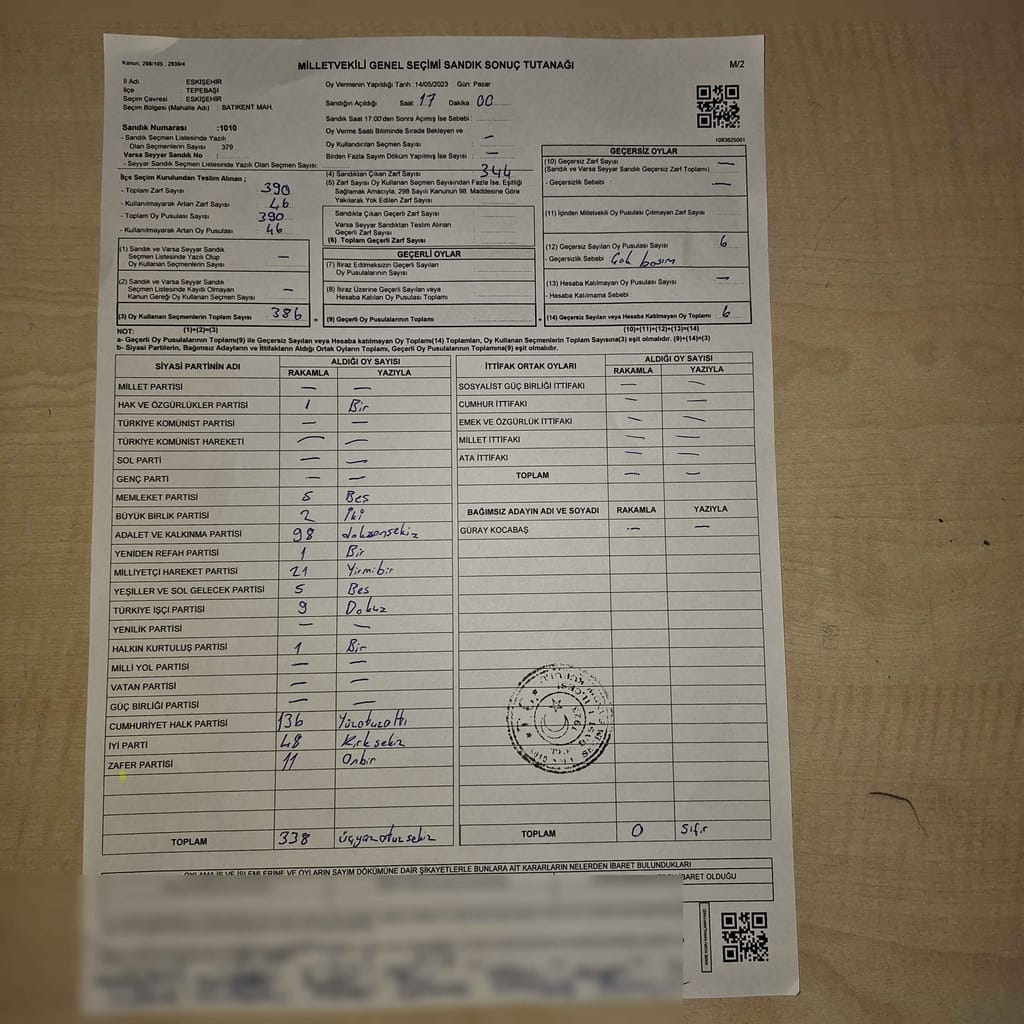 Kanun, 298/105 , 2839/4
MİLLETVEKİLİ GENEL SEÇİMİ SANDIK SONUÇ TUTANAĞI
M/2
İl Adı ESKİŞEHİR
İlçe TEPEBAŞI
Seçim Çevresi ESKİŞEHİR
Seçim Bölgesi (Mahalle Adı) : BATIKENT MAH.
Sandık Numarası :1010
- Sandık Seçmen Listesinde Yazılı
Olan Seçmenlerin Sayısı 379
Varsa Seyyar Sandık No :
- Seyyar Sandık Seçmen Listesinde Yazılı Olan Seçmen Sayısı:
Oy Vermenin Yapıldığı Tarih :14/05/2023 Gün: Pazar
Sandığın Açıldığı Saat 17 Dakika 00
Sandık Saat 17:00'den Sonra Açılmış İse Sebebi :
Oy Verme Saati Bitiminde Sırada Bekleyen ve
Oy Kullandırılan Seçmen Sayısı —
Birden Fazla Sayım Döküm Yapılmış İse Sayısı —
1083625001
İlçe Seçim Kurulundan Teslim Alınan ;
- Toplam Zarf Sayısı 390
- Kullanılmayarak Artan Zarf Sayısı 46
- Toplam Oy Pusulası Sayısı 390
- Kullanılmayarak Artan Oy Pusulası 46
(1) Sandık ve Varsa Seyyar Sandık
Seçmen Listesinde Yazılı Olup
Oy Kullanan Seçmenlerin Sayısı —
(2) Sandık ve Varsa Seyyar Sandık
Seçmen Listesinde Kayıtlı Olmayan
Kanun Gereği Oy Kullanan Seçmen Sayısı —
(3) Oy Kullanan Seçmenlerin Toplam Sayısı 386
(1)+(2)=(3)
(4) Sandıktan Çıkan Zarf Sayısı 344
(5) Zarf Sayısı Oy Kullanan Seçmen Sayısından Fazla İse, Eşitliği
Sağlamak Amacıyla, 298 Sayılı Kanunun 98. Maddesine Göre
Yakılarak Yok Edilen Zarf Sayısı
Sandıkla Çıkan Geçerli Zarf Sayısı
Varsa Seyyar Sandıktan Teslim Alınan
Geçerli Zarf Sayısı
(6) Toplam Geçerli Zarf Sayısı
GEÇERLİ OYLAR
(7) İtiraz Edilmeksizin Geçerli Sayılan
Oy Pusulalarının Sayısı
(8) İtiraz Üzerine Geçerli Sayılan veya
Hesaba Katılan Oy Pusulası Toplamı
= (9) Geçerli Oy Pusulalarının Toplamı +
GEÇERSİZ OYLAR
(10) Geçersiz Zarf Sayısı —
(Sandık ve Varsa Seyyar Sandık Geçersiz Zarf Toplamı)
- Geçersizlik Sebebi : —
(11) İçinden Milletvekili Oy Pusulası Çıkmayan Zarf Sayısı
(12) Geçersiz Sayılan Oy Pusulası Sayısı 6
- Geçersizlik Sebebi Çok basım
(13) Hesaba Katılmayan Oy Pusulası Sayısı —
- Hesaba Katılmama Sebebi :
(14) Geçersiz Sayılan veya Hesaba Katılmayan Oy Toplamı 6
(10)+(11)+(12)+(13)=(14)
NOT:
a- Geçerli Oy Pusulasının Toplamı(9) ile Geçersiz Sayılan veya Hesaba katılmayan Oy Toplamı(14) Toplamları, Oy Kullanan Seçmenlerin Toplam Sayısına(3) eşit olmalıdır. (9)+(14)=(3)
b- Siyasi Partilerin, Bağımsız Adayların ve İttifakların Aldığı Oyların Toplamı, Geçerli Oy Pusulasının Toplamına(9) eşit olmalıdır.
SİYASİ PARTİNİN ADI ALDIĞI OY SAYISI
RAKAMLA YAZIYLA
MİLLET PARTİSİ — —
HAK VE ÖZGÜRLÜKLER PARTİSİ 1 Bir
TÜRKİYE KOMÜNİST PARTİSİ — —
TÜRKİYE KOMÜNİST HAREKETİ — —
SOL PARTİ — —
GENÇ PARTİ — —
MEMLEKET PARTİSİ 5 Beş
BÜYÜK BİRLİK PARTİSİ 2 İki
ADALET VE KALKINMA PARTİSİ 98 doksansekiz
YENİDEN REFAH PARTİSİ 1 Bir
MİLLİYETÇİ HAREKET PARTİSİ 21 Yirmibir
YEŞİLLER VE SOL GELECEK PARTİSİ 5 Beş
TÜRKİYE İŞÇİ PARTİSİ 9 Dokuz
YENİLİK PARTİSİ — —
HALKIN KURTULUŞ PARTİSİ 1 Bir
MİLLİ YOL PARTİSİ — —
VATAN PARTİSİ — —
GÜÇ BİRLİĞİ PARTİSİ — —
CUMHURİYET HALK PARTİSİ 136 Yüzotuzaltı
İYİ PARTİ 48 Kırksekiz
ZAFER PARTİSİ 11 Onbir
TOPLAM 338 üçyüzotuzsekiz
İTTİFAK ORTAK OYLARI ALDIĞI OY SAYISI
RAKAMLA YAZIYLA
SOSYALİST GÜÇ BİRLİĞİ İTTİFAKI — —
CUMHUR İTTİFAKI — —
EMEK VE ÖZGÜRLÜK İTTİFAKI — —
MİLLET İTTİFAKI — —
ATA İTTİFAKI — —
TOPLAM — —
BAĞIMSIZ ADAYIN ADI VE SOYADI RAKAMLA YAZIYLA
GÜRAY KOCABAŞ — —
TOPLAM 0 Sıfır
OYLAMA İŞ VE İŞLEMLERİNE VE OYLARIN SAYIM DÖKÜMÜNE DAİR ŞİKAYETLERLE BUNLARA AİT KARARLARIN NELERDEN İBARET BULUNDUKLARI
İBARET OLDUĞU